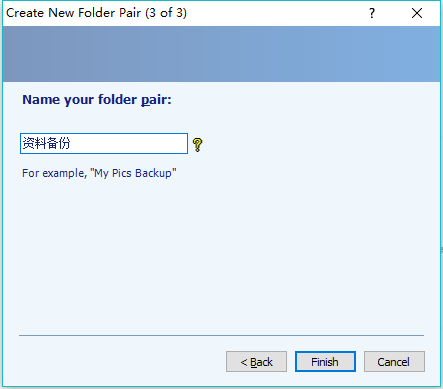 Create New Folder Pair (3 of 3)
Name your folder pair:
资料备份
For example, "My Pics Backup"
< Back
Finish
Cancel